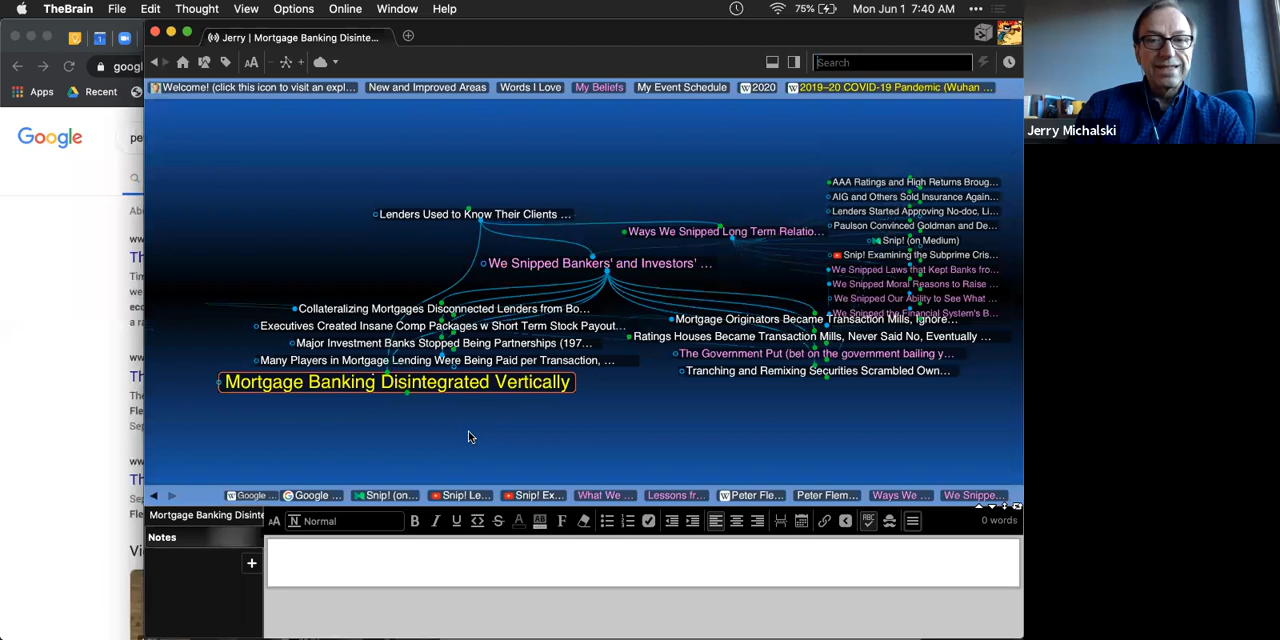 TheBrain File Edit Thought View Options Online Window Help 75% Mon Jun 1 7:40 AM
Jerry | Mortgage Banking Disinte...
googl
AA
Search
Apps Recent
Welcome! (click this icon to visit an expl... New and Improved Areas Words I Love My Beliefs My Event Schedule 2020 2019–20 COVID-19 Pandemic (Wuhan ...
Jerry Michalski
Google
AAA Ratings and High Returns Broug...
AIG and Others Sold Insurance Again...
Lenders Used to Know Their Clients ...
Lenders Started Approving No-doc, Li...
Paulson Convinced Goldman and De...
Ways We Snipped Long Term Relatio...
Snip! (on Medium)
Snip! Examining the Subprime Cris...
We Snipped Bankers' and Investors' ...
We Snipped Laws that Kept Banks fro...
We Snipped Moral Reasons to Raise ...
We Snipped Our Ability to See What ...
We Snipped the Financial System's B...
Collateralizing Mortgages Disconnected Lenders from Bo...
Mortgage Originators Became Transaction Mills, Ignore...
Executives Created Insane Comp Packages w Short Term Stock Payout...
Ratings Houses Became Transaction Mills, Never Said No, Eventually ...
Major Investment Banks Stopped Being Partnerships (197...
The Government Put (bet on the government bailing y...
Many Players in Mortgage Lending Were Being Paid per Transaction, ...
Tranching and Remixing Securities Scrambled Own...
Mortgage Banking Disintegrated Vertically
Google ... Google ... Snip! (on... Snip! Le... Snip! Ex... What We ... Lessons fr... Peter Fle... Peter Flem... Ways We ... We Snippe...
Mortgage Banking Disinte
AA N Normal B I U S A AB F ABC 0 words
Notes